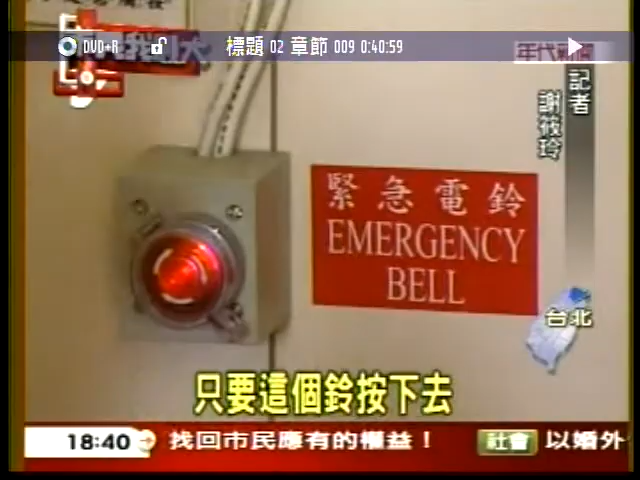 DVD+R 標題 02 章節 009 0:40:59
年代新聞
記者
謝筱玲
緊急電鈴
EMERGENCY
BELL
台北
只要這個鈴按下去
18:40 找回市民應有的權益！ 社會 以婚外